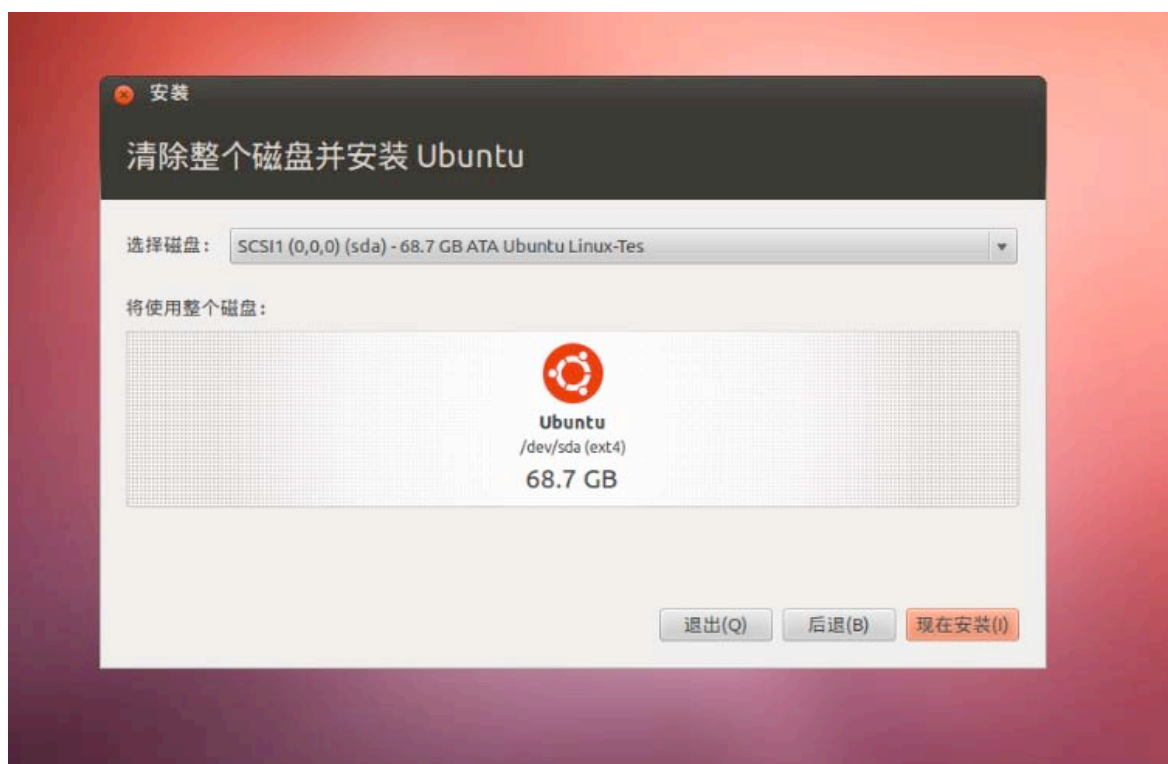 安装
清除整个磁盘并安装 Ubuntu
选择磁盘： SCSI1 (0,0,0) (sda) - 68.7 GB ATA Ubuntu Linux-Tes
将使用整个磁盘：
Ubuntu
/dev/sda (ext4)
68.7 GB
退出(Q) 后退(B) 现在安装(I)